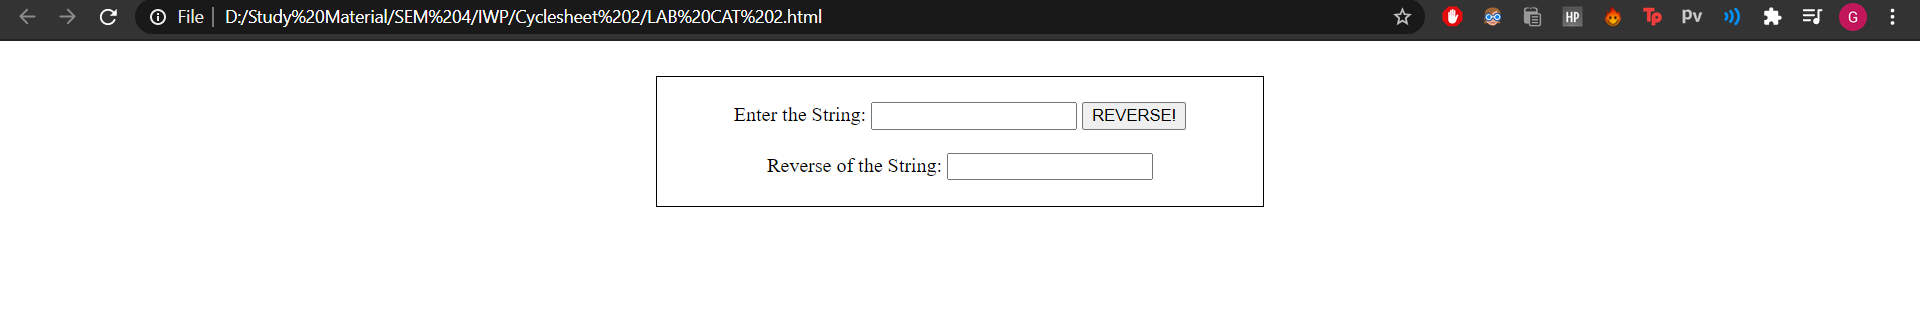 File | D:/Study%20Material/SEM%204/IWP/Cyclesheet%202/LAB%20CAT%202.html HP Tp pv G
Enter the String: REVERSE!
Reverse of the String: